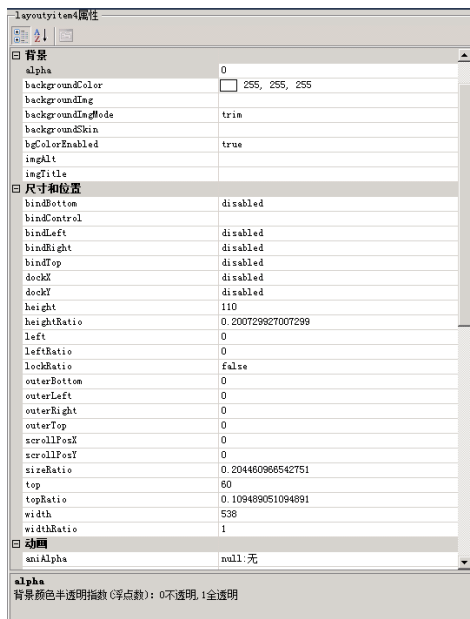 layoutyitem4属性
背景
alpha 0
backgroundColor 255, 255, 255
backgroundImg
backgroundImgMode trim
backgroundSkin
bgColorEnabled true
imgAlt
imgTitle
尺寸和位置
bindBottom disabled
bindControl
bindLeft disabled
bindRight disabled
bindTop disabled
dockX disabled
dockY disabled
height 110
heightRatio 0.200729927007299
left 0
leftRatio 0
lockRatio false
outerBottom 0
outerLeft 0
outerRight 0
outerTop 0
scrollPosX 0
scrollPosY 0
sizeRatio 0.204460966542751
top 60
topRatio 0.109489051094891
width 538
widthRatio 1
动画
aniAlpha null:无
alpha
背景颜色半透明指数(浮点数): 0不透明,1全透明